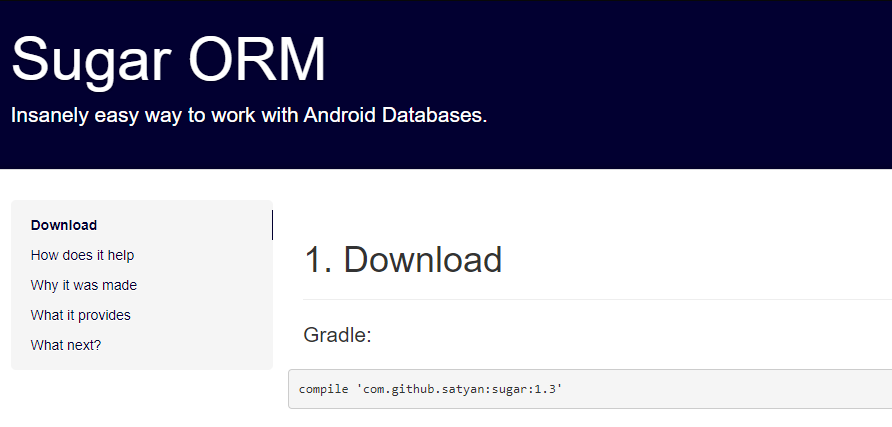 Sugar ORM
Insanely easy way to work with Android Databases.
Download
How does it help
Why it was made
What it provides
What next?
1. Download
Gradle:
compile 'com.github.satyan:sugar:1.3'